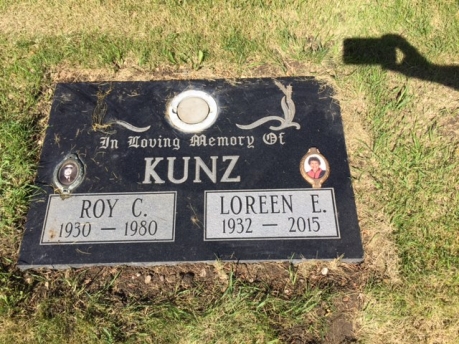 In Loving Memory Of
KUNZ
ROY C.
1930 — 1980
LOREEN E.
1932 — 2015